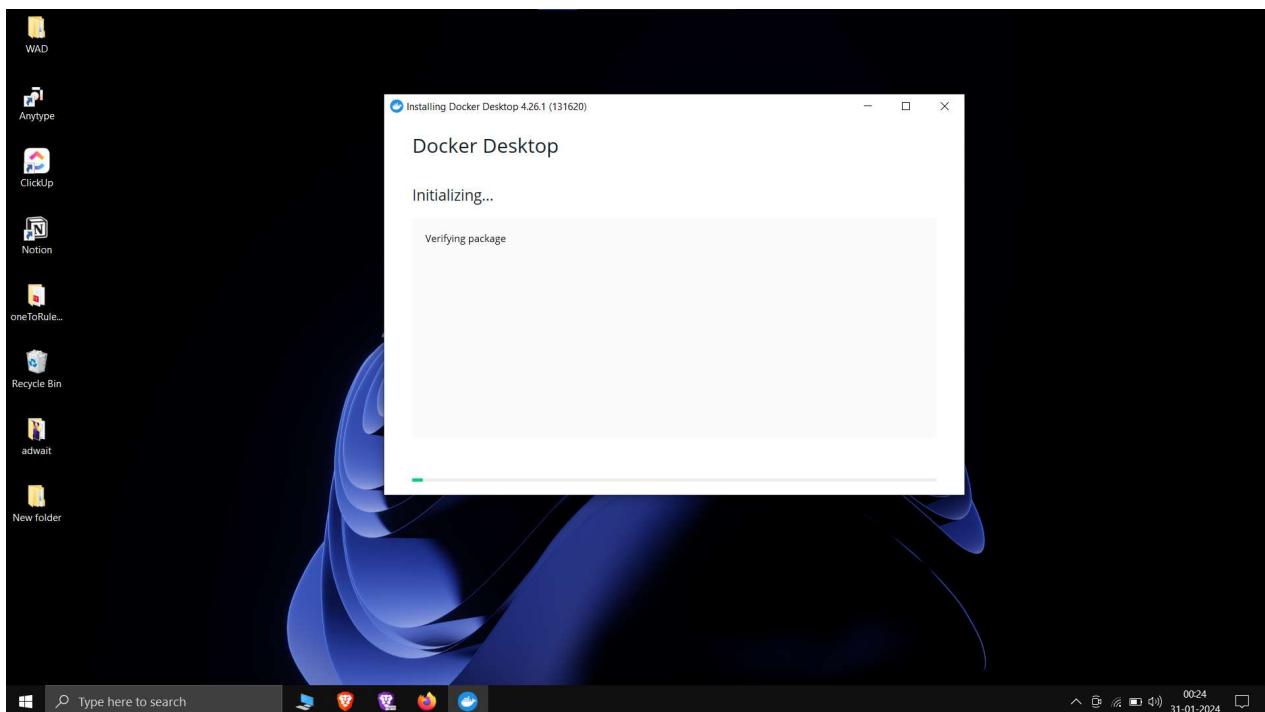 WAD
Anytype
ClickUp
Notion
oneToRule...
Recycle Bin
adwait
New folder
Installing Docker Desktop 4.26.1 (131620)
Docker Desktop
Initializing...
Verifying package
Type here to search
00:24
31-01-2024